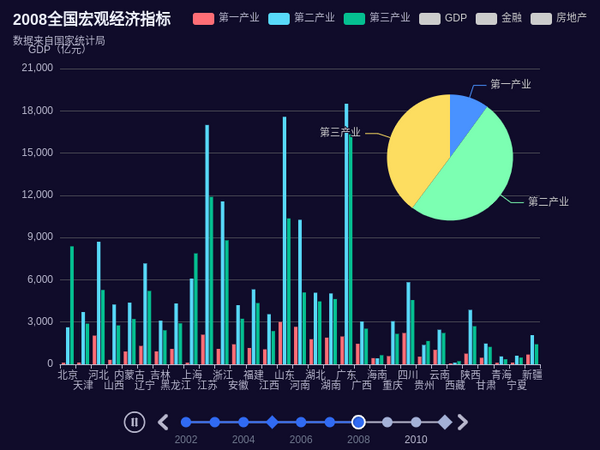 2008全国宏观经济指标
第一产业 第二产业 第三产业 GDP 金融 房地产
数据来自国家统计局
GDP（亿元）
21,000
18,000
15,000
12,000
9,000
6,000
3,000
0
第一产业
第三产业
第二产业
北京 河北 内蒙古 吉林 上海 浙江 福建 山东 湖北 广东 海南 四川 云南 陕西 青海 新疆
天津 山西 辽宁 黑龙江 江苏 安徽 江西 河南 湖南 广西 重庆 贵州 西藏 甘肃 宁夏
2002 2004 2006 2008 2010